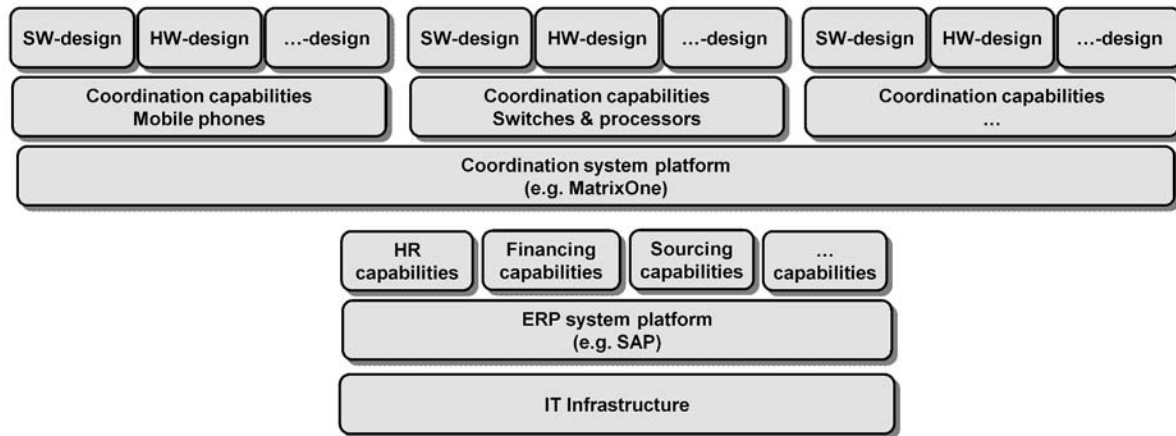 SW-design HW-design ...-design SW-design HW-design ...-design SW-design HW-design ...-design
Coordination capabilities
Mobile phones
Coordination capabilities
Switches & processors
Coordination capabilities
...
Coordination system platform
(e.g. MatrixOne)
HR
capabilities
Financing
capabilities
Sourcing
capabilities
...
capabilities
ERP system platform
(e.g. SAP)
IT Infrastructure